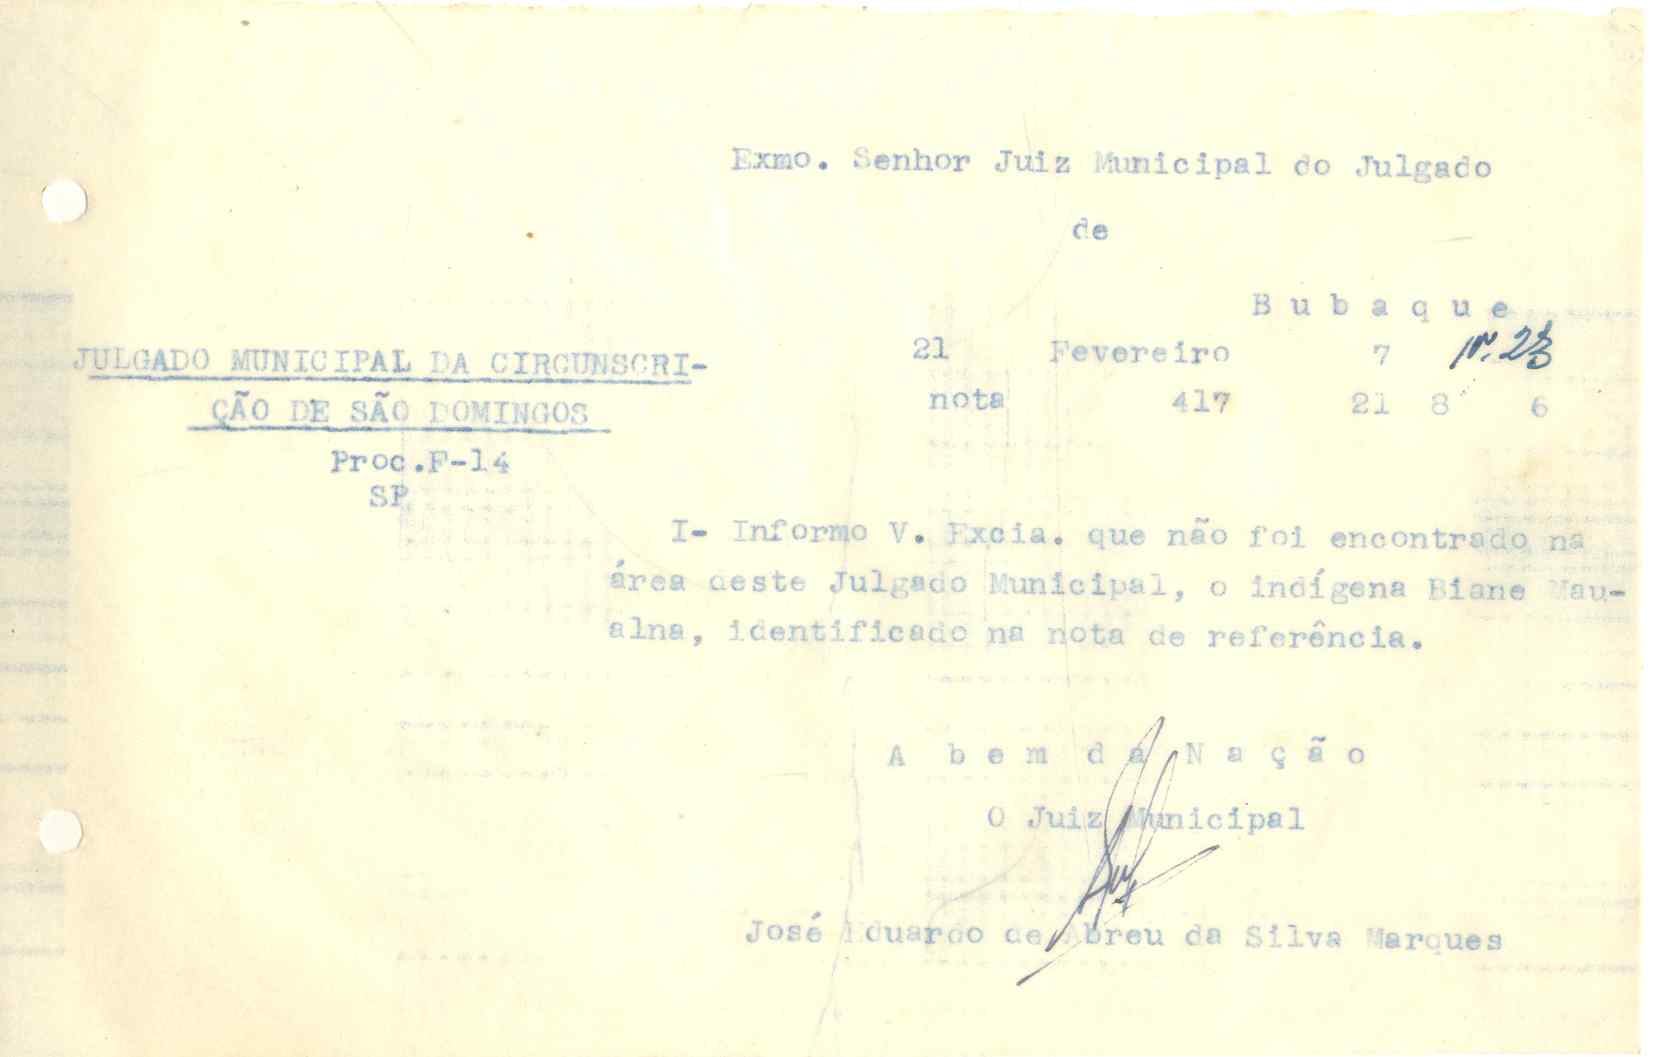 Exmo. Senhor Juiz Municipal do Julgado
de
B u b a q u e
JULGADO MUNICIPAL DA CIRCUNSCRI-
ÇÃO DE SÃO DOMINGOS
Proc.F-14
SP
21 Fevereiro 7 nº. 23
nota 417 21 8 6
I- Informo V. Excia. que não foi encontrado na
área deste Julgado Municipal, o indígena Biane Mau-
alna, identificado na nota de referência.
A b e m d a N a ç ã o
O Juiz Municipal
José Eduardo de Abreu da Silva Marques